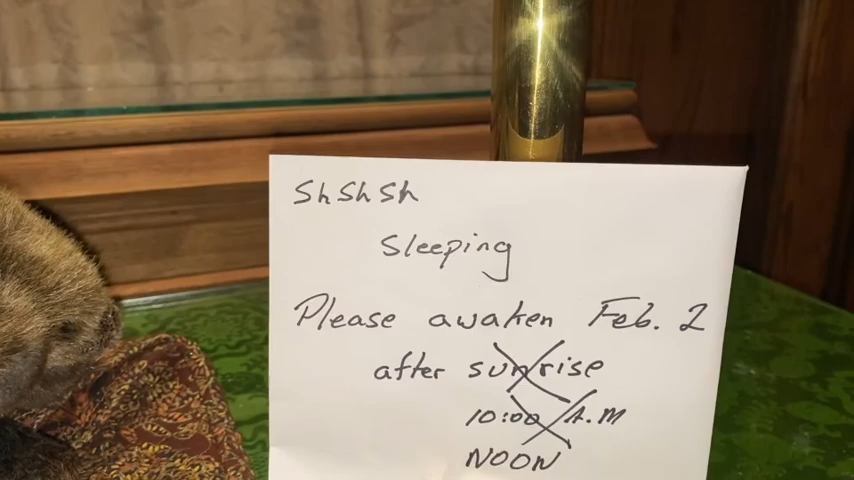 ShShSh
Sleeping
Please awaken Feb. 2
after sunrise
10:00 A.M
NOON